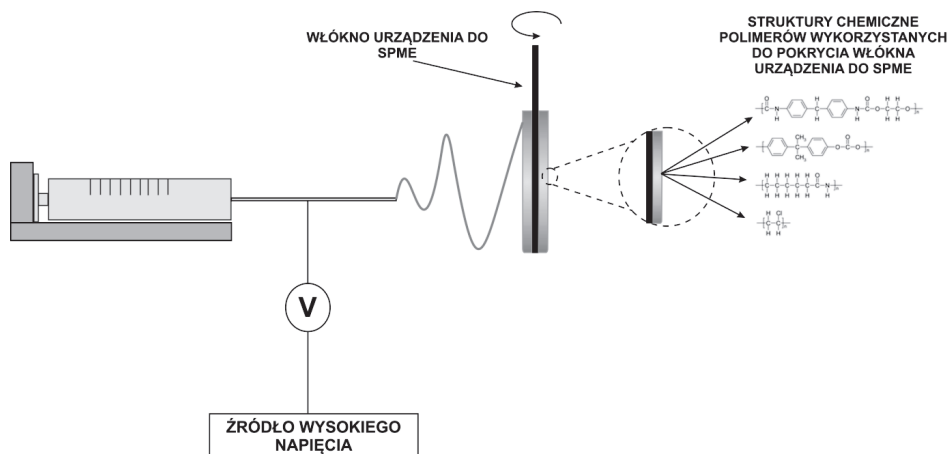 STRUKTURY CHEMICZNE
POLIMERÓW WYKORZYSTANYCH
DO POKRYCIA WŁÓKNA
URZĄDZENIA DO SPME
WŁÓKNO URZĄDZENIA DO
SPME
V
ŹRÓDŁO WYSOKIEGO
NAPIĘCIA